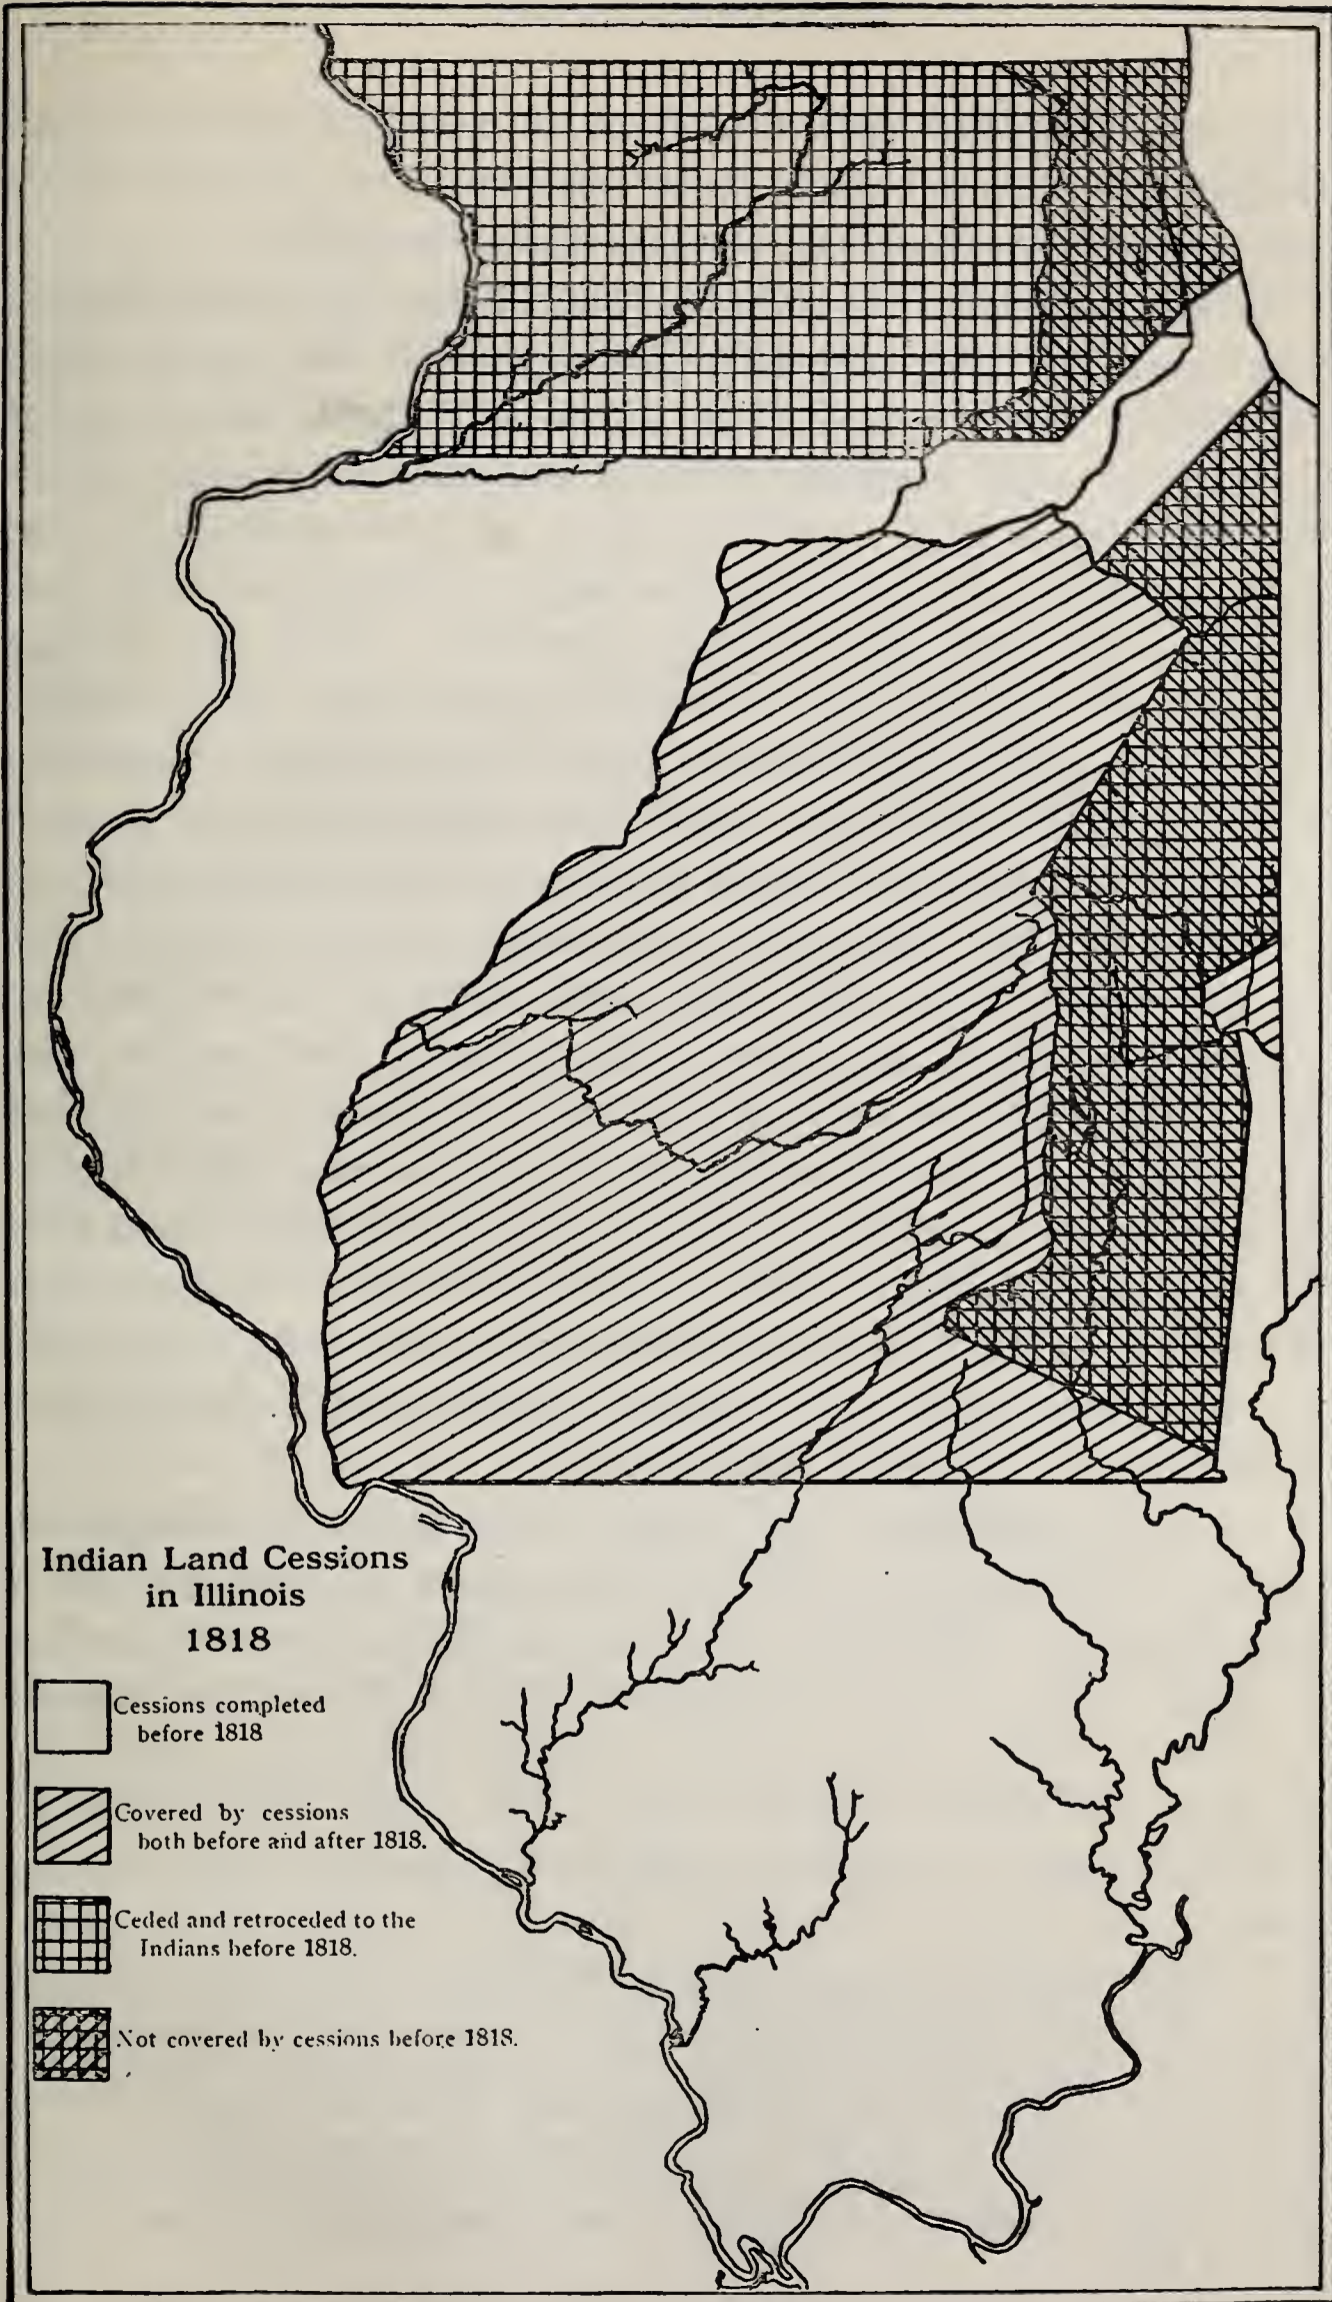 Indian Land Cessions
in Illinois
1818
Cessions completed
before 1818
Covered by cessions
both before and after 1818.
Ceded and retroceded to the
Indians before 1818.
Not covered by cessions before 1818.